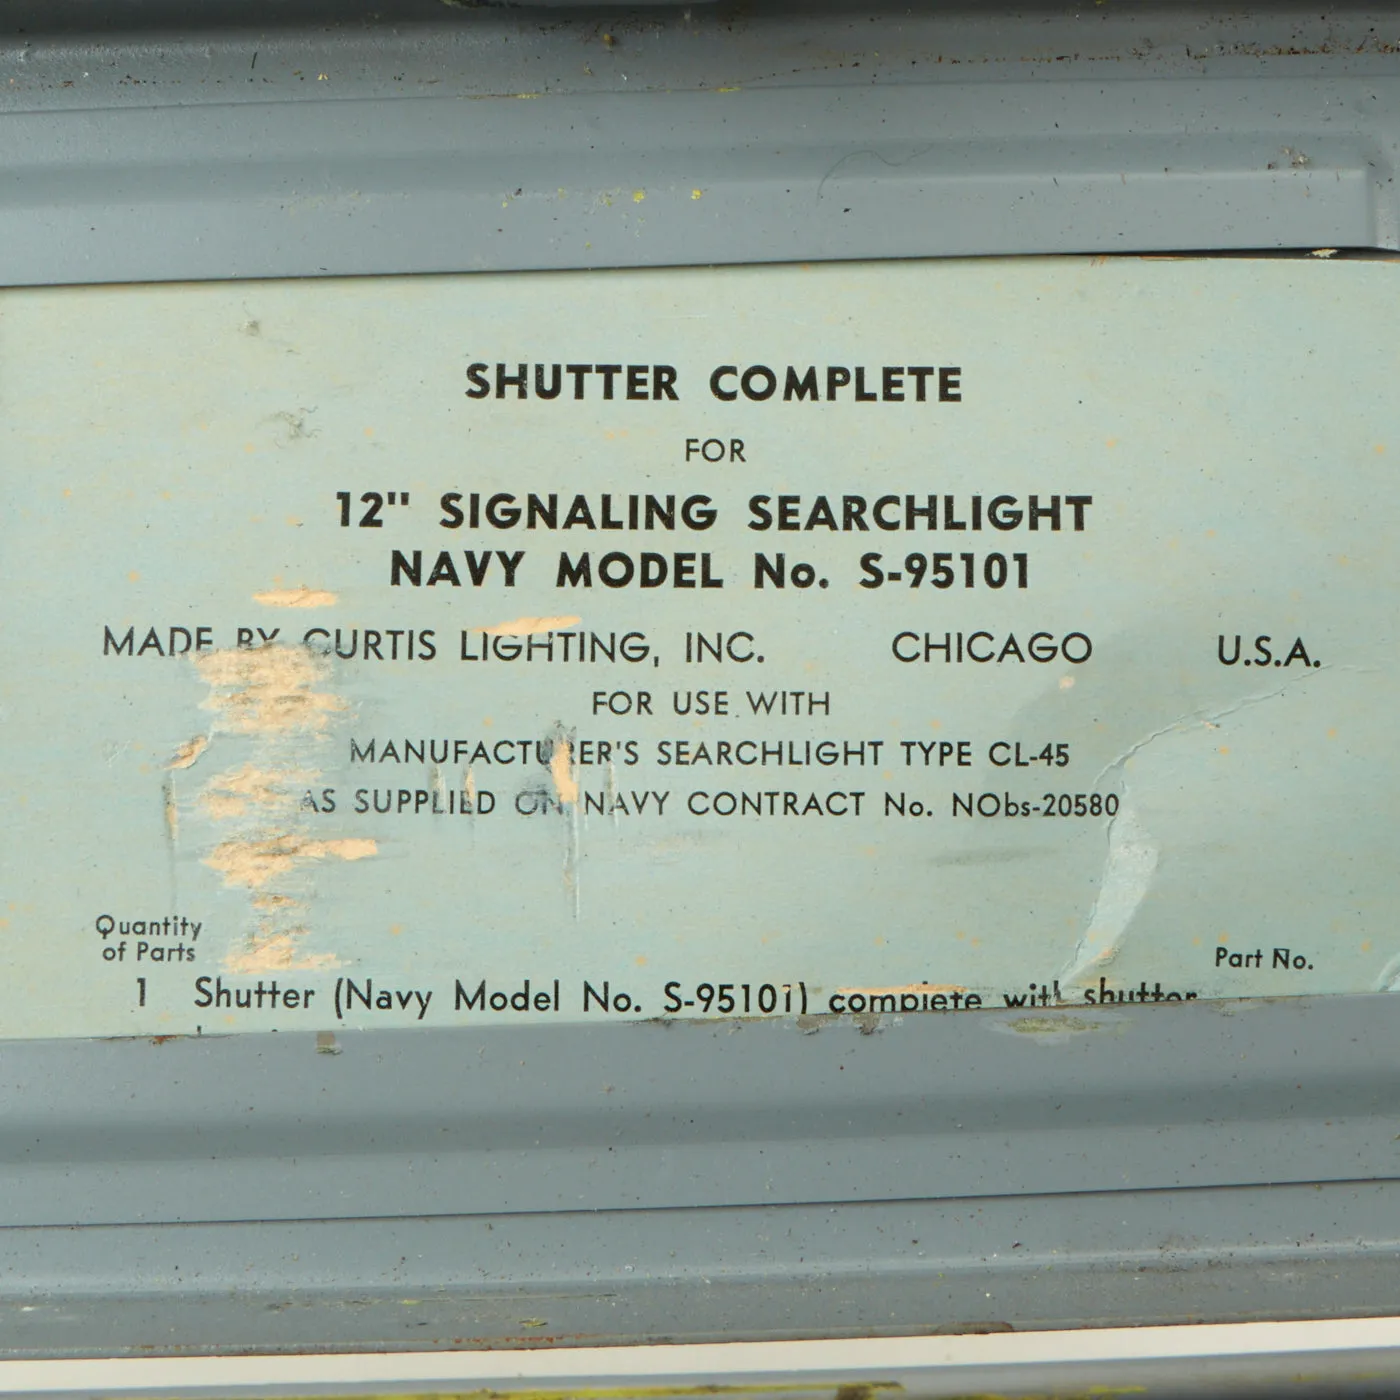 SHUTTER COMPLETE
FOR
12" SIGNALING SEARCHLIGHT
NAVY MODEL No. S-95101
MADE BY CURTIS LIGHTING, INC. CHICAGO U.S.A.
FOR USE WITH
MANUFACTURER'S SEARCHLIGHT TYPE CL-45
AS SUPPLIED ON NAVY CONTRACT No. NObs-20580
Quantity
of Parts
Part No.
1 Shutter (Navy Model No. S-95101) complete with shutter